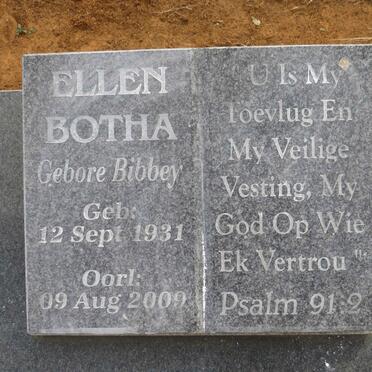 ELLEN
BOTHA
Gebore Bibbey
Geb:
12 Sept 1931
Oorl:
09 Aug 2009
U Is My
Toevlug En
My Veilige
Vesting, My
God Op Wie
Ek Vertrou "
Psalm 91:2